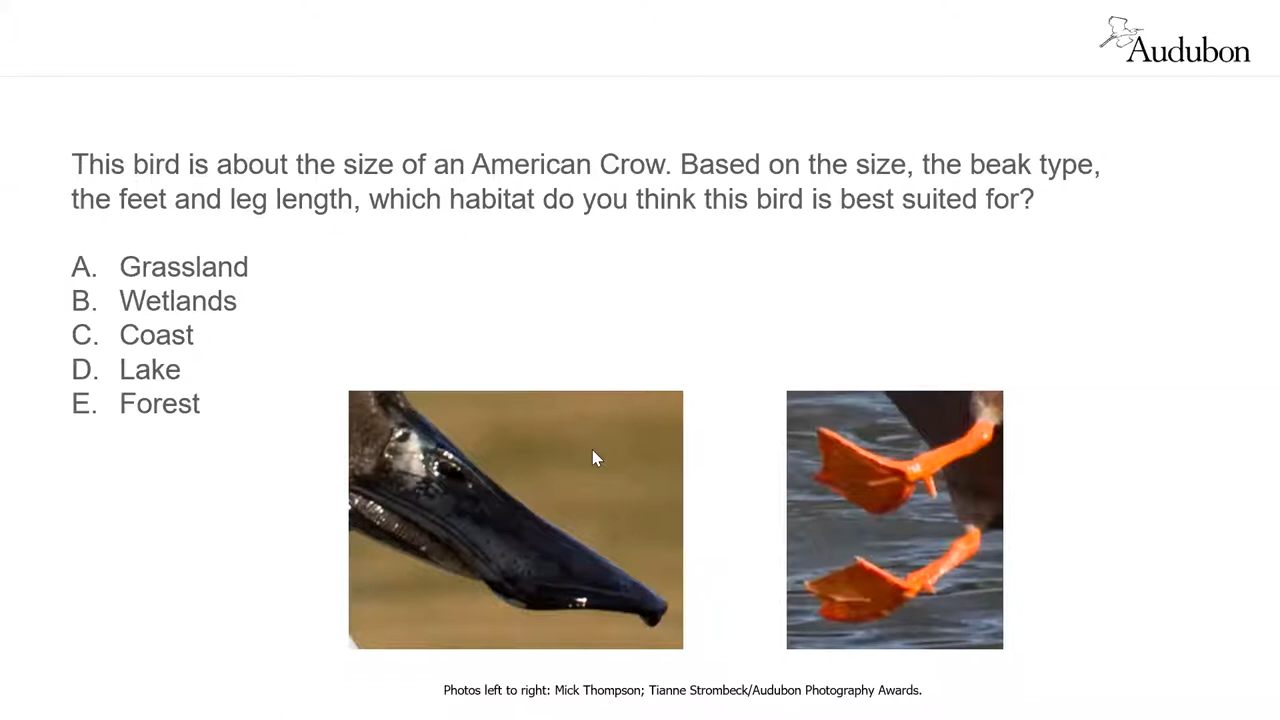 Audubon
This bird is about the size of an American Crow. Based on the size, the beak type,
the feet and leg length, which habitat do you think this bird is best suited for?
A. Grassland
B. Wetlands
C. Coast
D. Lake
E. Forest
Photos left to right: Mick Thompson; Tianne Strombeck/Audubon Photography Awards.